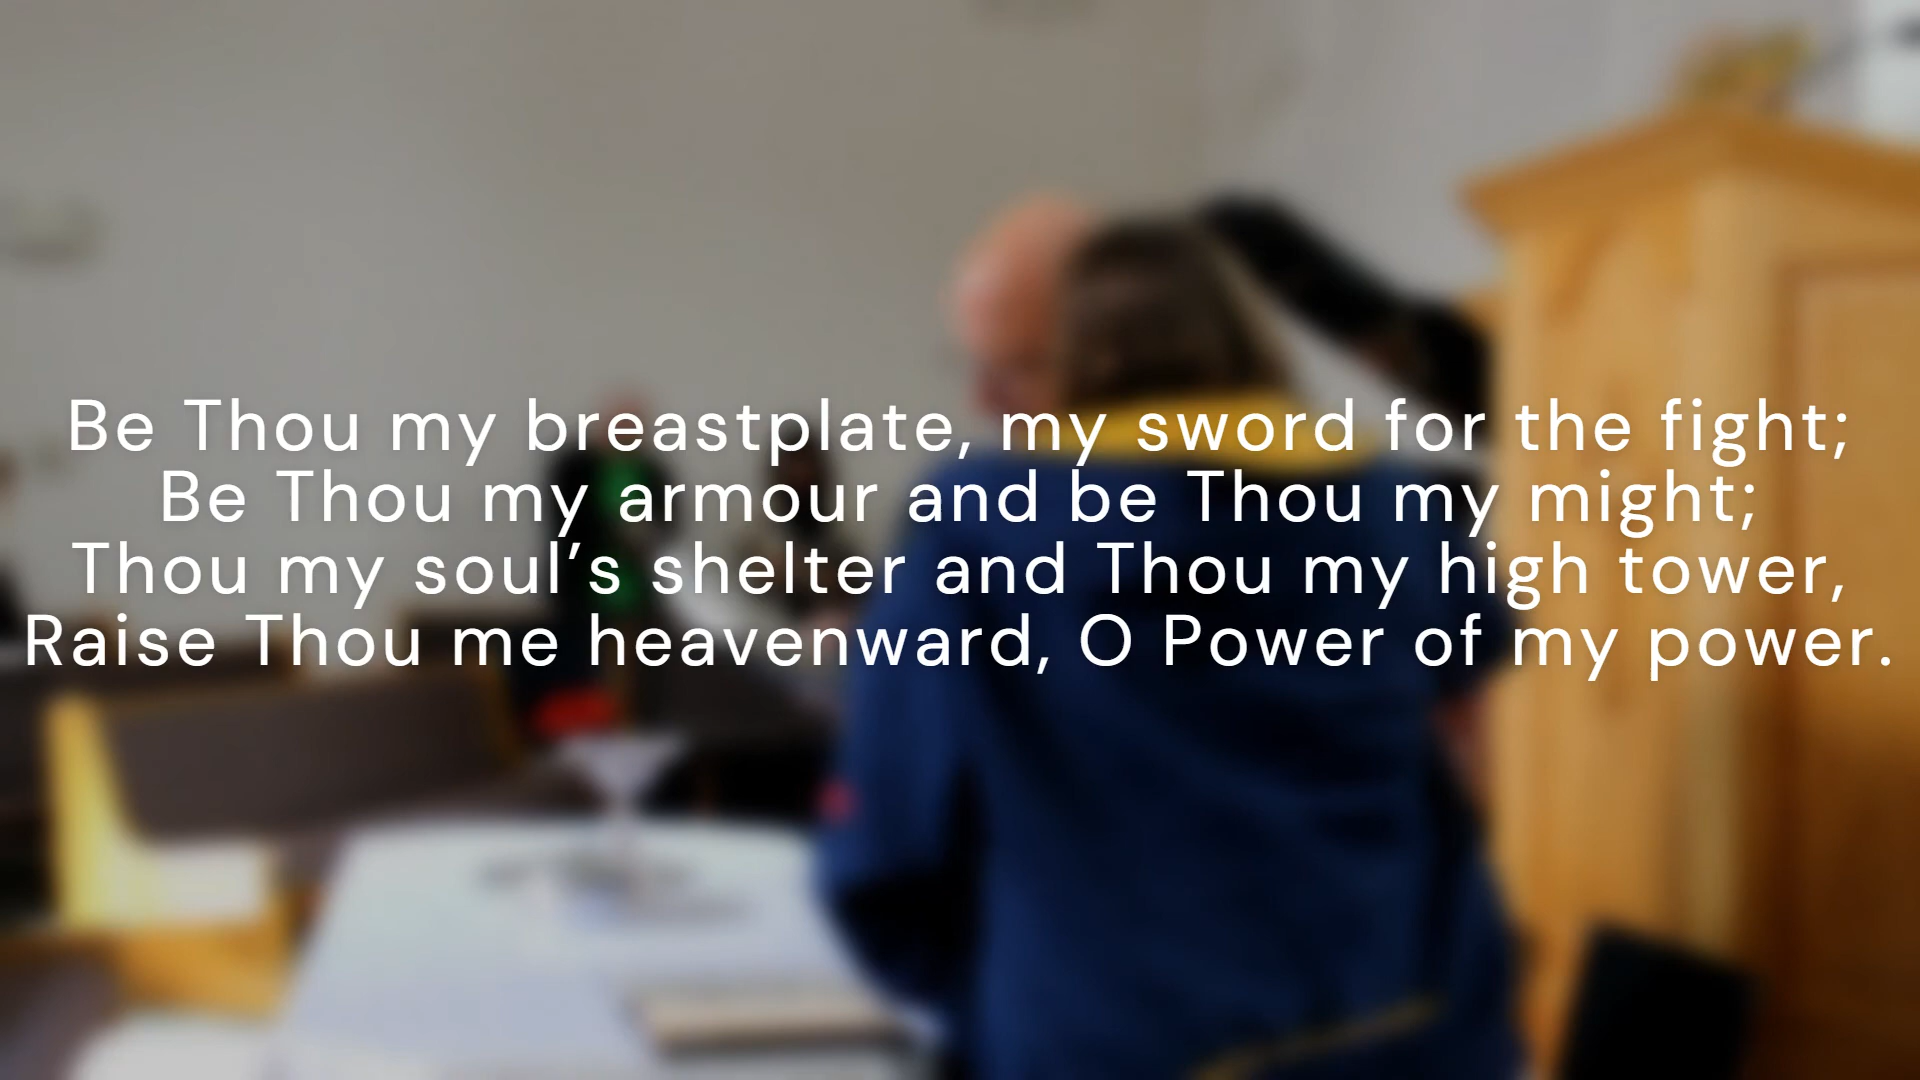 Be Thou my breastplate, my sword for the fight;
Be Thou my armour and be Thou my might;
Thou my soul’s shelter and Thou my high tower,
Raise Thou me heavenward, O Power of my power.